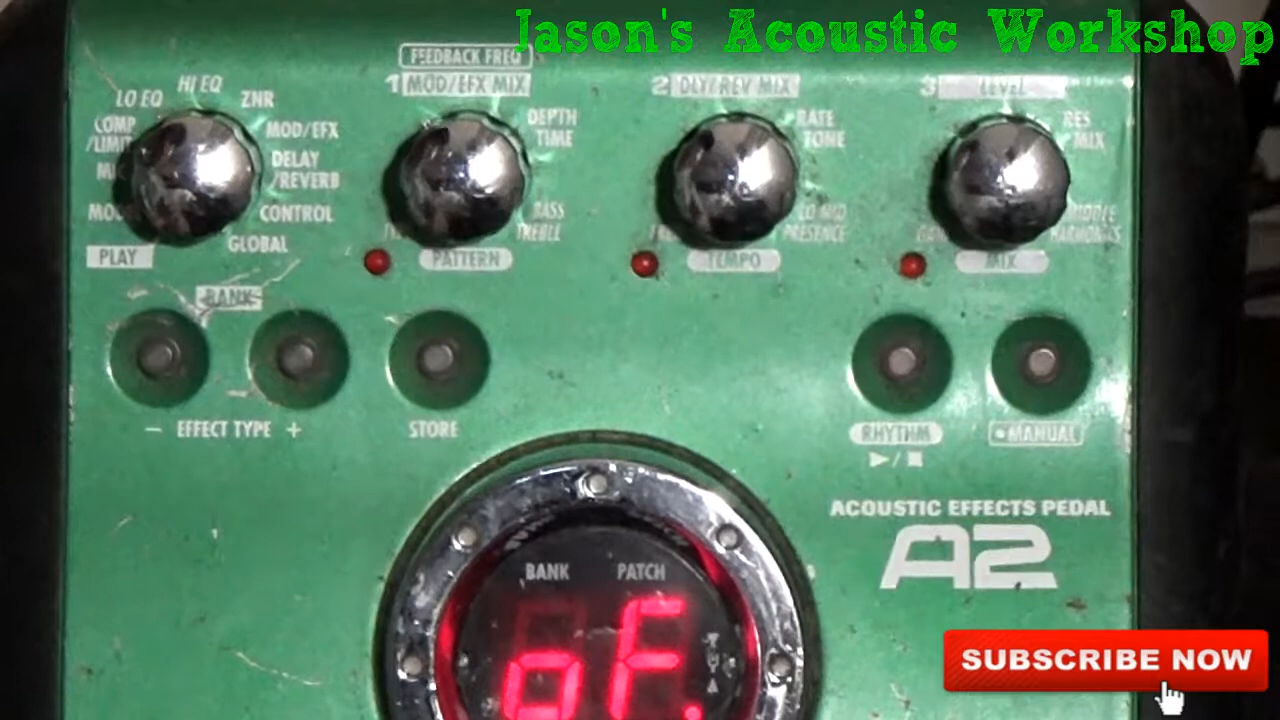 Jason's Acoustic Workshop
FEEDBACK FREQ
1 MOD/EFX MIX
2 DLY/REV MIX
3 LEVEL
HI EQ
LO EQ
ZNR
COMP
/LIMIT
MOD/EFX
DELAY
/REVERB
CONTROL
GLOBAL
PLAY
DEPTH
TIME
BASS
TREBLE
PATTERN
RATE
TONE
LO MID
PRESENCE
TEMPO
RES
MIX
MIDDLE
HARMONICS
MIX
BANK
- EFFECT TYPE +
STORE
RHYTHM
►/■
●MANUAL
ACOUSTIC EFFECTS PEDAL
A2
BANK PATCH
oF.
SUBSCRIBE NOW